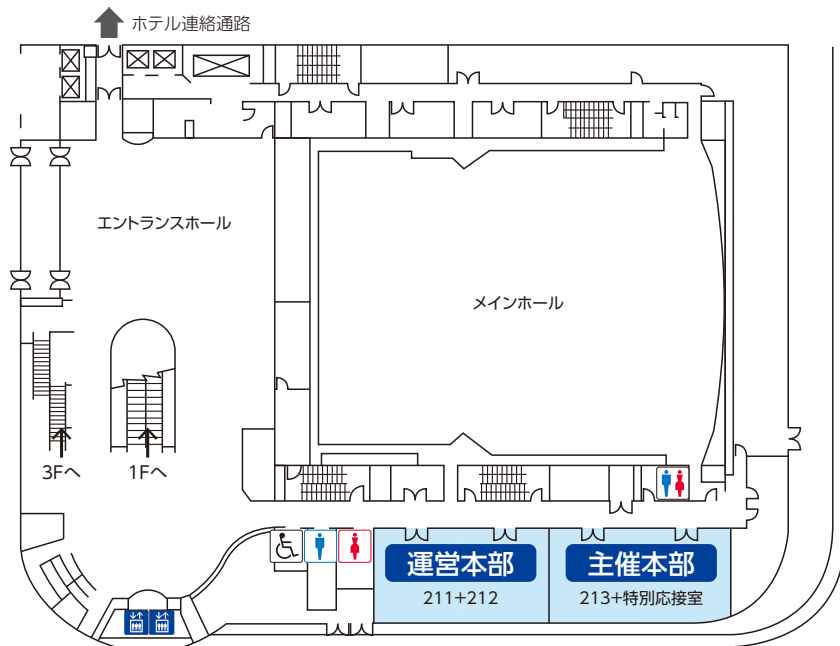 ホテル連絡通路
エントランスホール
メインホール
3Fへ
1Fへ
運営本部
211+212
主催本部
213+特別応接室